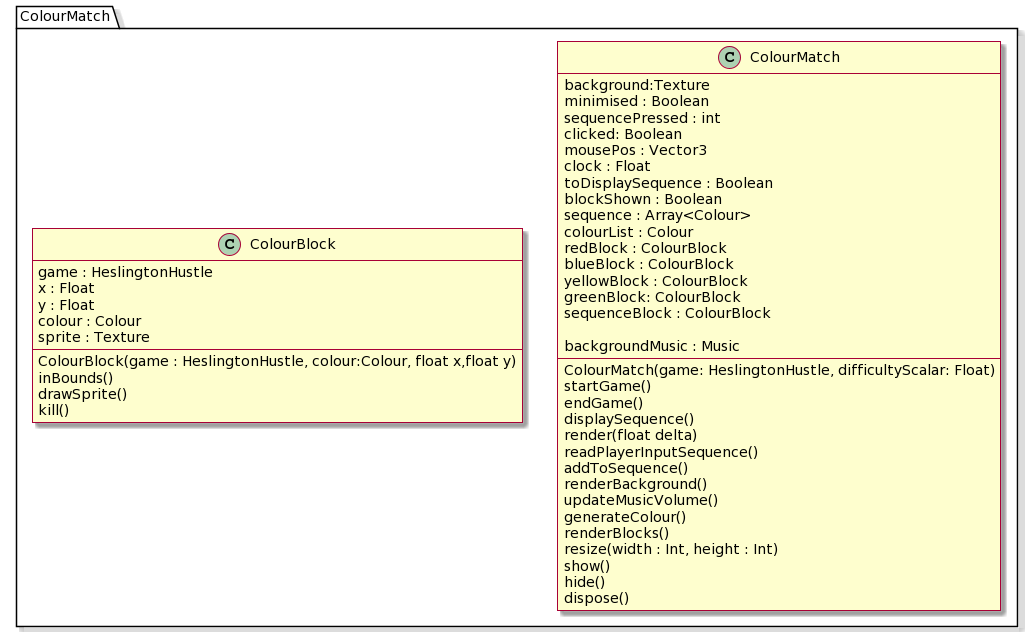 ColourMatch
C ColourBlock
game : HeslingtonHustle
x : Float
y : Float
colour : Colour
sprite : Texture
ColourBlock(game : HeslingtonHustle, colour:Colour, float x,float y)
inBounds()
drawSprite()
kill()
C ColourMatch
background:Texture
minimised : Boolean
sequencePressed : int
clicked: Boolean
mousePos : Vector3
clock : Float
toDisplaySequence : Boolean
blockShown : Boolean
sequence : Array<Colour>
colourList : Colour
redBlock : ColourBlock
blueBlock : ColourBlock
yellowBlock : ColourBlock
greenBlock: ColourBlock
sequenceBlock : ColourBlock
backgroundMusic : Music
ColourMatch(game: HeslingtonHustle, difficultyScalar: Float)
startGame()
endGame()
displaySequence()
render(float delta)
readPlayerInputSequence()
addToSequence()
renderBackground()
updateMusicVolume()
generateColour()
renderBlocks()
resize(width : Int, height : Int)
show()
hide()
dispose()